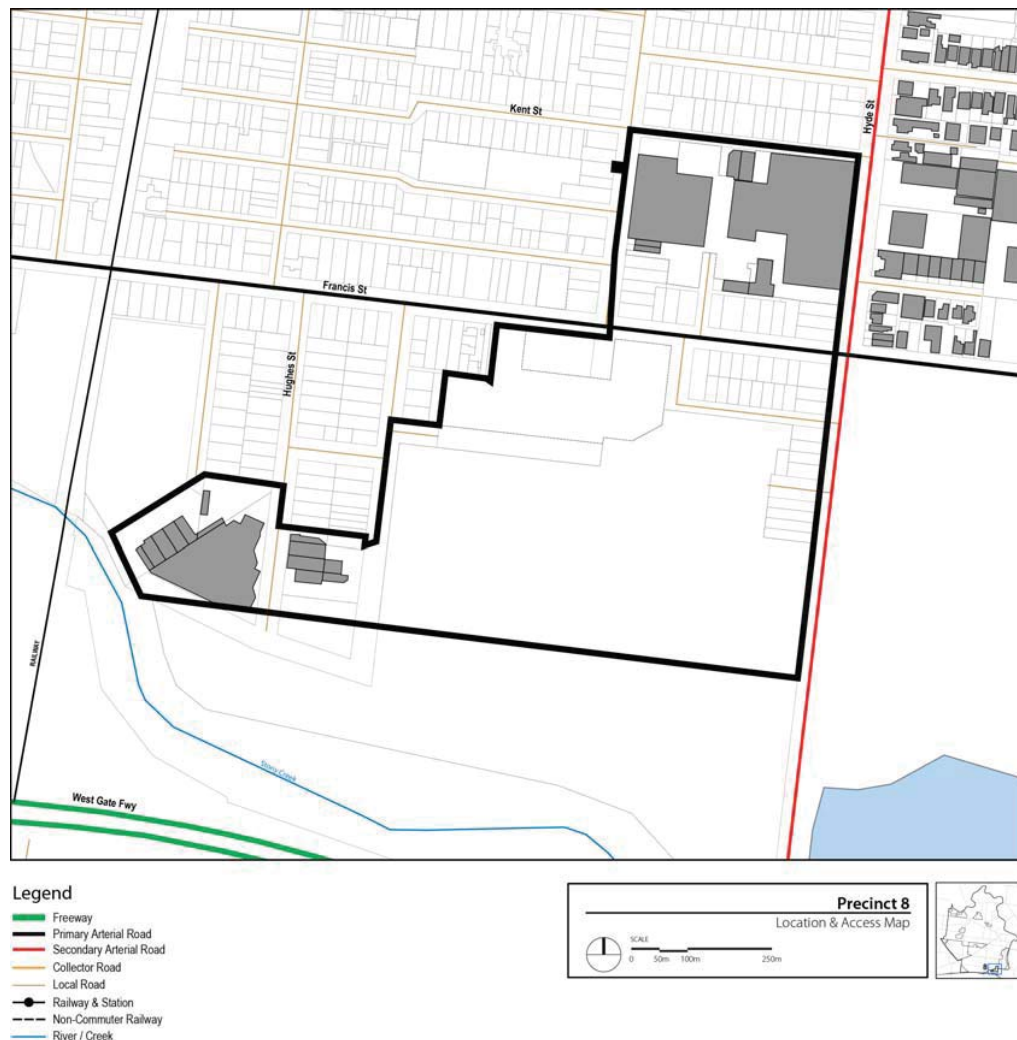 Kent St
Hyde St
Francis St
Hughes St
RAILWAY
Stony Creek
West Gate Fwy
Legend
Freeway
Primary Arterial Road
Secondary Arterial Road
Collector Road
Local Road
Railway & Station
Non-Commuter Railway
River / Creek
Precinct 8
Location & Access Map
SCALE
0 50m 100m 250m